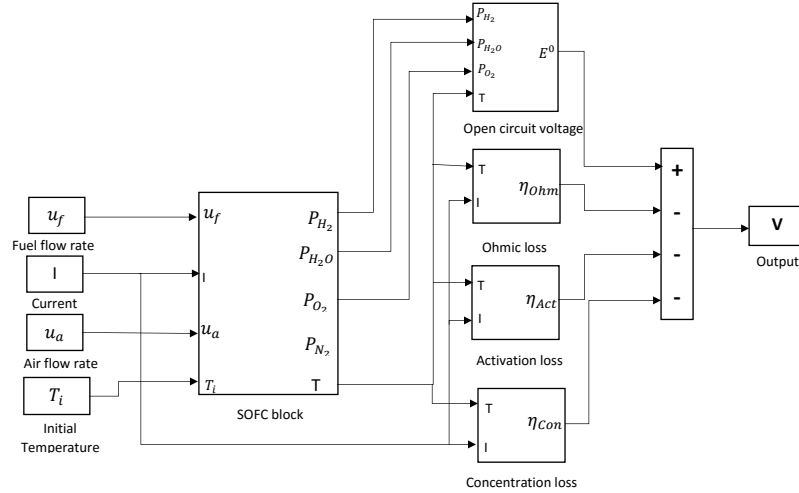 u_f
Fuel flow rate
I
Current
u_a
Air flow rate
T_i
Initial
Temperature
u_f
I
u_a
T_i
P_{H_2}
P_{H_2O}
P_{O_2}
P_{N_2}
T
SOFC block
P_{H_2}
P_{H_2O}
P_{O_2}
T
E^0
Open circuit voltage
T
I
η_{Ohm}
Ohmic loss
T
I
η_{Act}
Activation loss
T
I
η_{Con}
Concentration loss
+
-
-
-
V
Output